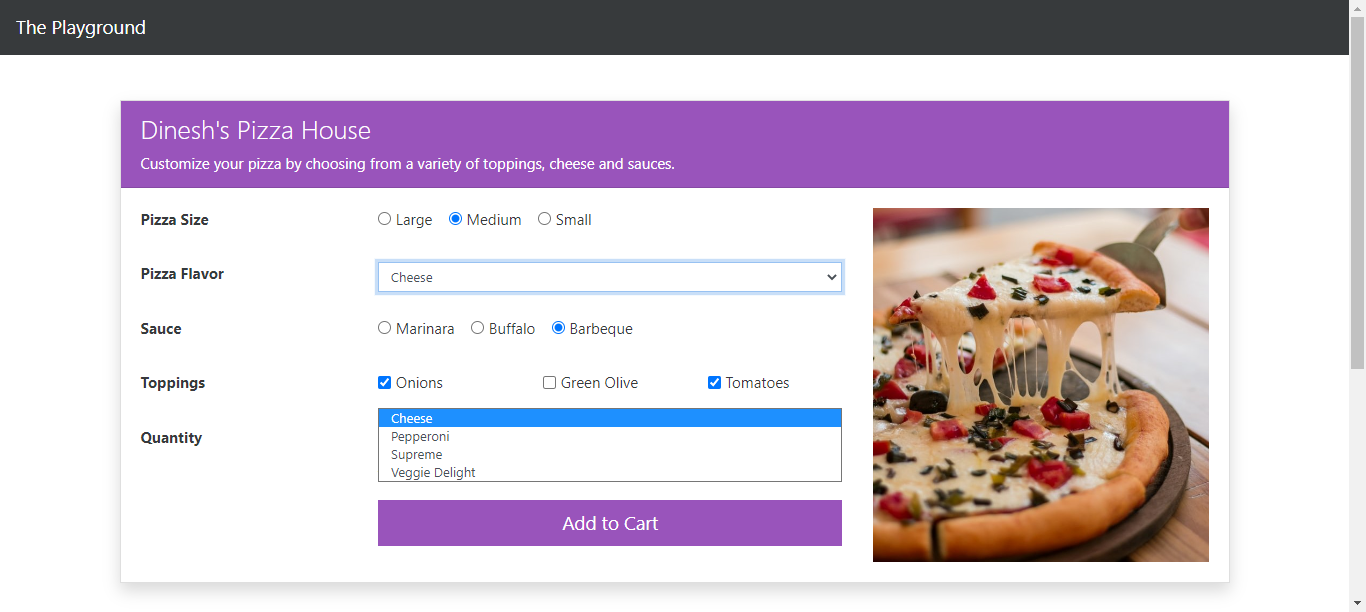 The Playground
Dinesh's Pizza House
Customize your pizza by choosing from a variety of toppings, cheese and sauces.
Pizza Size
Large Medium Small
Pizza Flavor
Cheese
Sauce
Marinara Buffalo Barbeque
Toppings
Onions Green Olive Tomatoes
Quantity
Cheese
Pepperoni
Supreme
Veggie Delight
Add to Cart